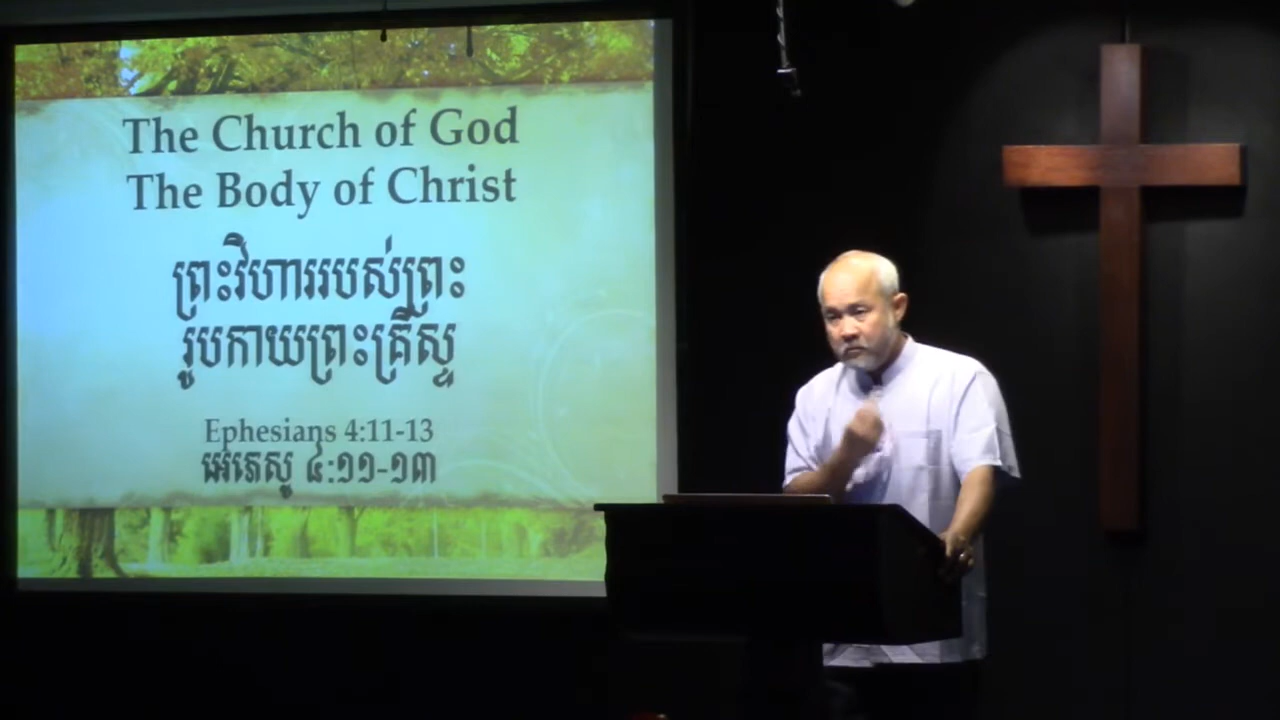 The Church of God
The Body of Christ
ព្រះវិហាររបស់ព្រះ
រូបកាយព្រះគ្រីស្ទ
Ephesians 4:11-13
អេភេសូ ៤:១១-១៣